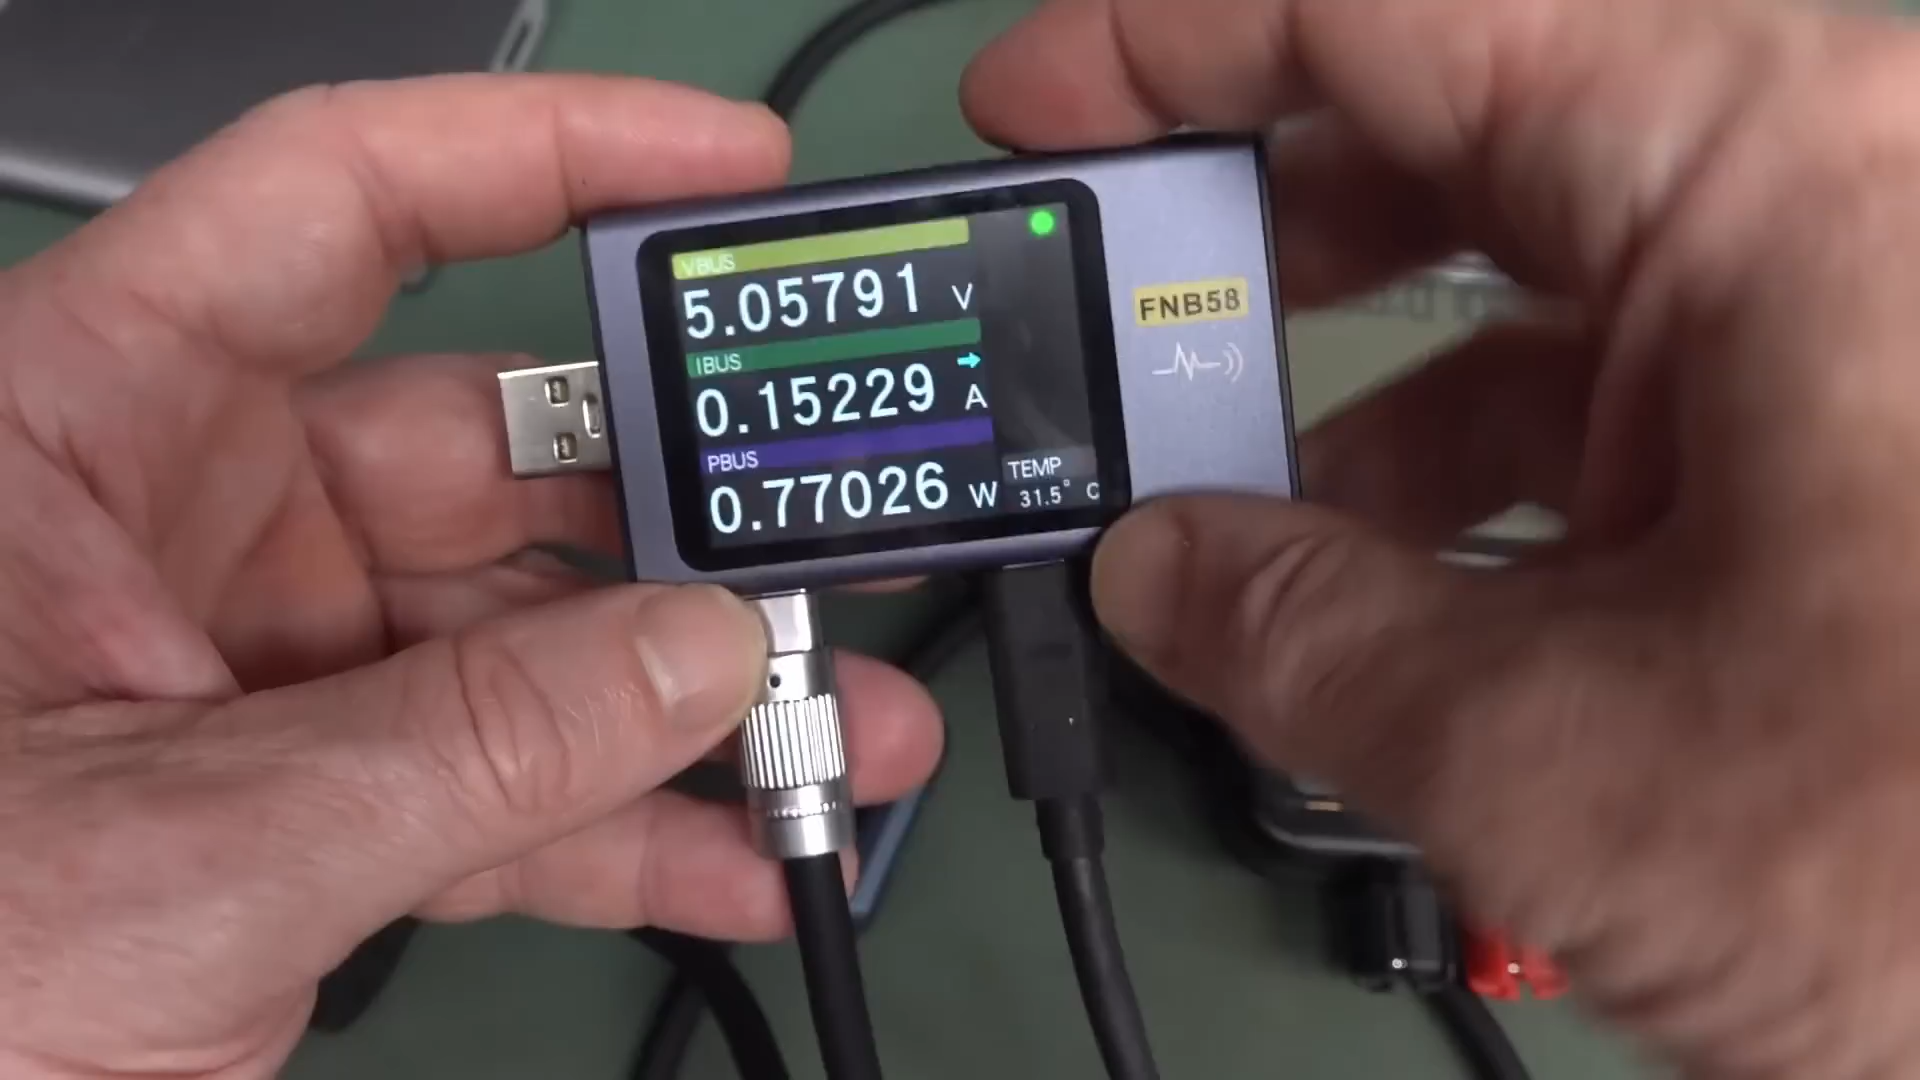 VBUS
5.05791 V
IBUS
0.15229 A
PBUS
0.77026 W
TEMP
31.5° C
FNB58